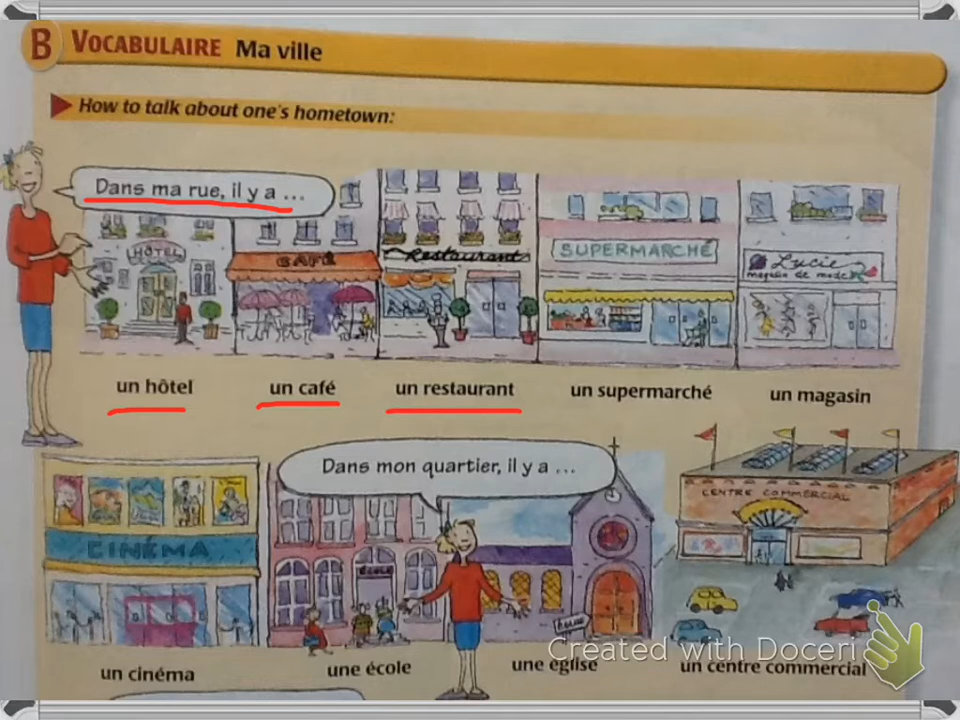 B VOCABULAIRE Ma ville
How to talk about one's hometown:
Dans ma rue, il y a ...
HÔTEL
CAFÉ
Restaurant
SUPERMARCHÉ
Lucie
magasin de mode
un hôtel
un café
un restaurant
un supermarché
un magasin
Dans mon quartier, il y a ...
CENTRE COMMERCIAL
CINÉMA
ÉCOLE
Created with Doceri
un cinéma
une école
une église
un centre commercial